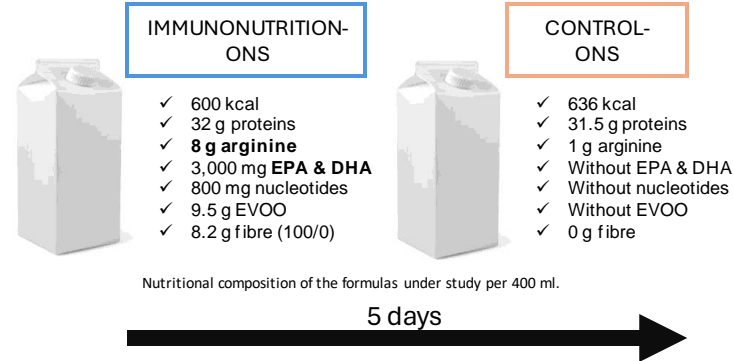 IMMUNONUTRITION-
ONS
✓ 600 kcal
✓ 32 g proteins
✓ 8 g arginine
✓ 3,000 mg EPA & DHA
✓ 800 mg nucleotides
✓ 9.5 g EVOO
✓ 8.2 g fibre (100/0)
CONTROL-
ONS
✓ 636 kcal
✓ 31.5 g proteins
✓ 1 g arginine
✓ Without EPA & DHA
✓ Without nucleotides
✓ Without EVOO
✓ 0 g fibre
Nutritional composition of the formulas under study per 400 ml.
5 days